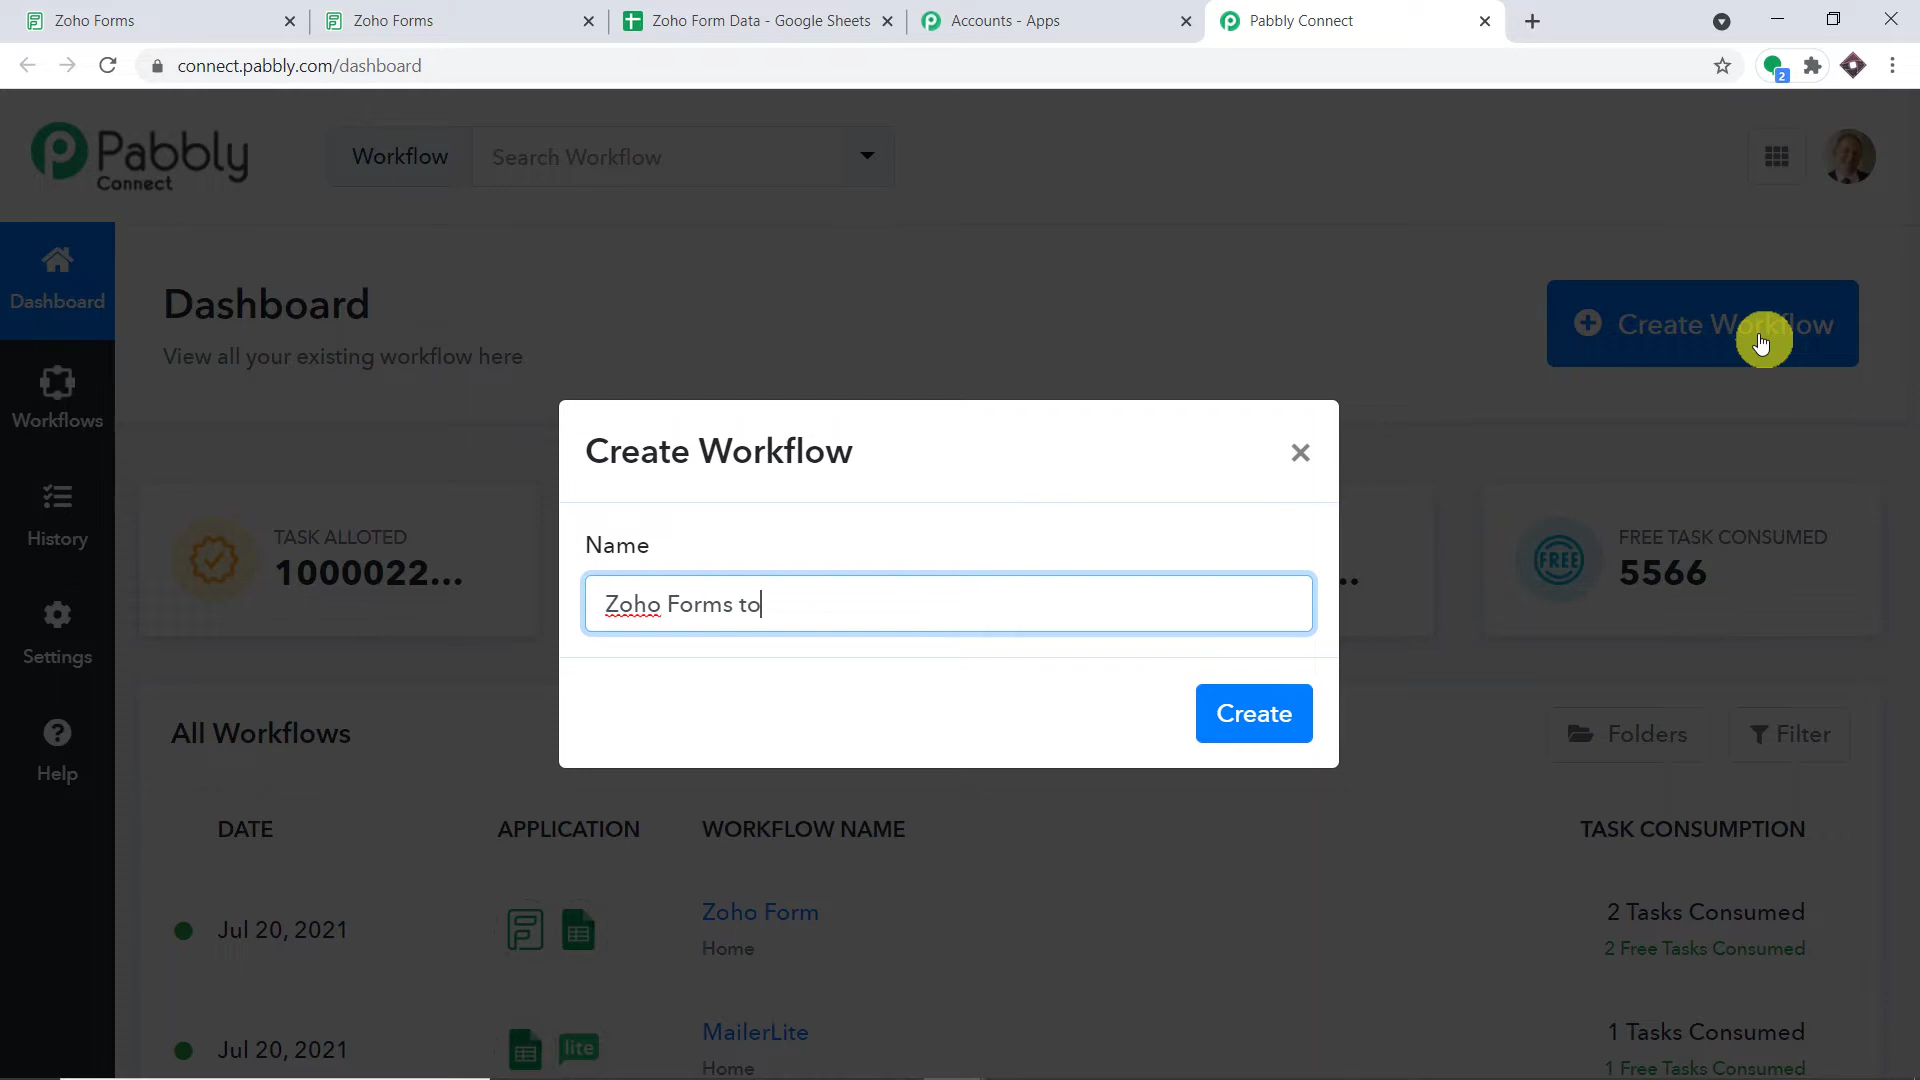 Zoho Forms
Zoho Forms
Zoho Form Data - Google Sheets
Accounts - Apps
Pabbly Connect
connect.pabbly.com/dashboard
2
Pabbly
Connect
Workflow
Search Workflow
Dashboard
Workflows
History
Settings
Help
Dashboard
View all your existing workflow here
Create Workflow
Create Workflow
Name
Zoho Forms to
Create
TASK ALLOTED
1000022...
..
FREE
FREE TASK CONSUMED
5566
All Workflows
Folders
Filter
DATE
APPLICATION
WORKFLOW NAME
TASK CONSUMPTION
Jul 20, 2021
Zoho Form
Home
2 Tasks Consumed
2 Free Tasks Consumed
Jul 20, 2021
lite
MailerLite
Home
1 Tasks Consumed
1 Free Tasks Consumed